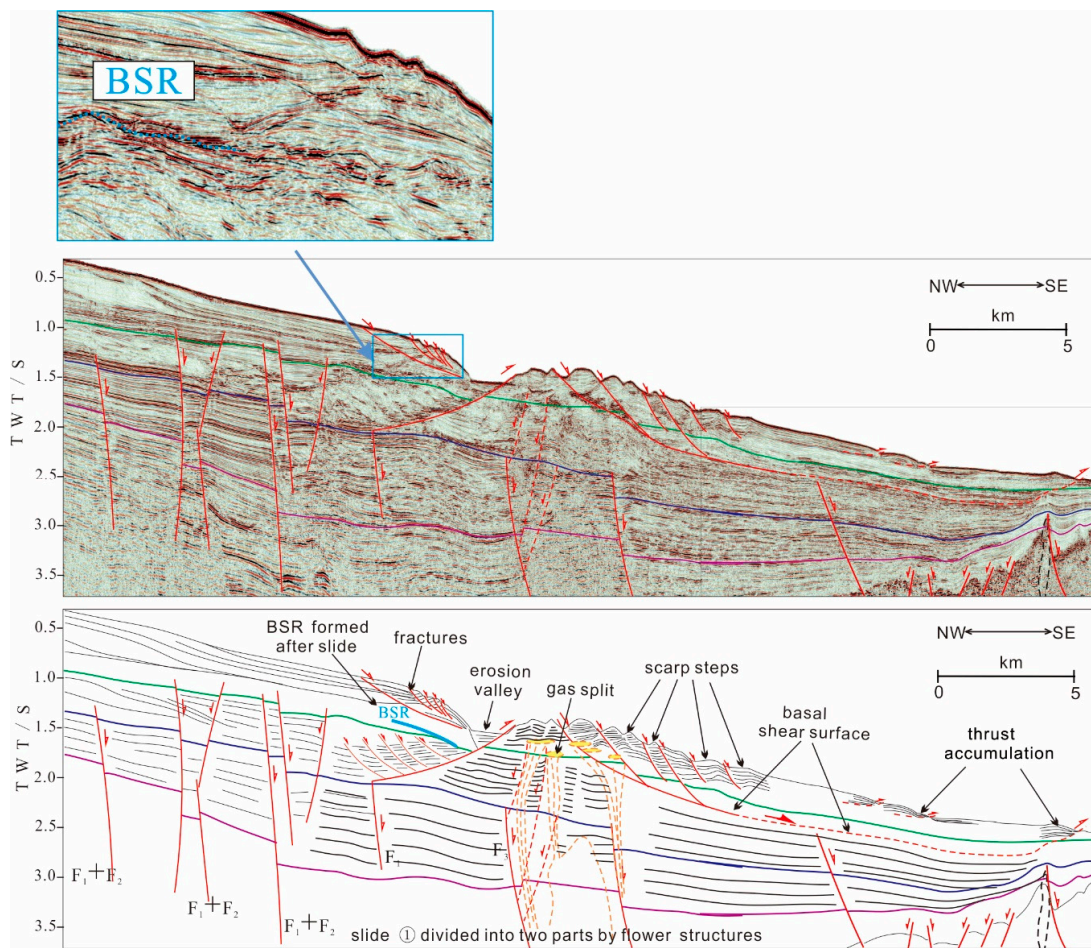 BSR
0.5
1.0
1.5
2.0
2.5
3.0
3.5
TWT/S
NW SE
km
0 5
0.5
1.0
1.5
2.0
2.5
3.0
3.5
TWT/S
NW SE
km
0 5
BSR formed
after slide
fractures
erosion
valley
gas split
scarp steps
basal
shear surface
thrust
accumulation
BSR
F₁+F₂
F₁+F₂
F₁+F₂
F₁
F₃
slide ① divided into two parts by flower structures